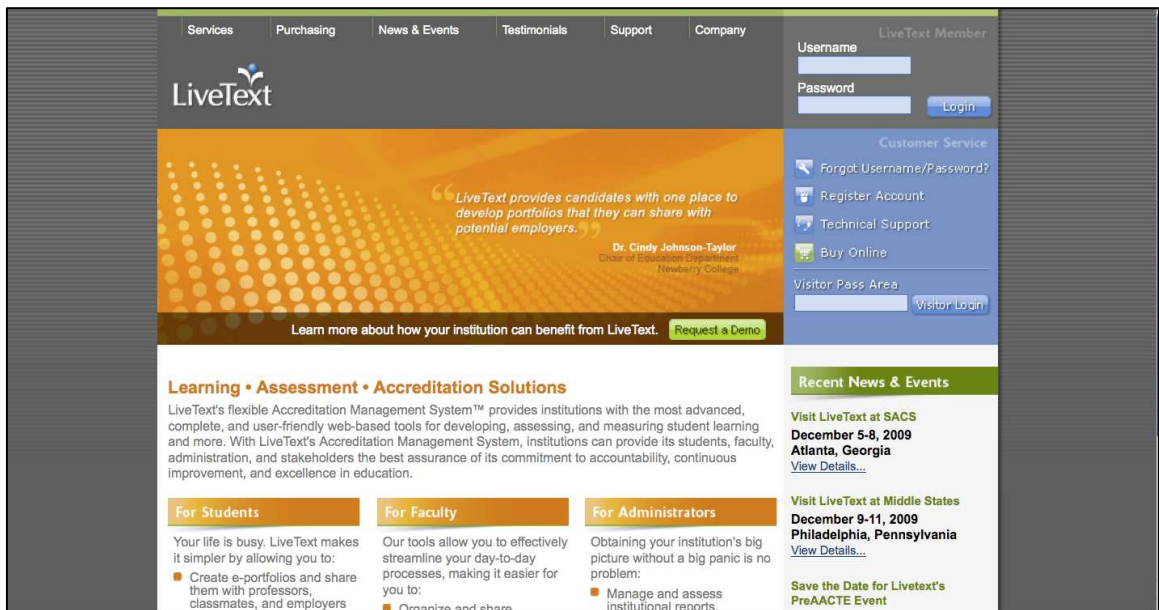 Services Purchasing News & Events Testimonials Support Company
LiveText
LiveText Member
Username
Password
Login
“LiveText provides candidates with one place to
develop portfolios that they can share with
potential employers.”
Dr. Cindy Johnson-Taylor
Chair of Education Department
Newberry College
Learn more about how your institution can benefit from LiveText. Request a Demo
Customer Service
Forgot Username/Password?
Register Account
Technical Support
Buy Online
Visitor Pass Area
Visitor Login
Learning • Assessment • Accreditation Solutions
LiveText's flexible Accreditation Management System™ provides institutions with the most advanced,
complete, and user-friendly web-based tools for developing, assessing, and measuring student learning
and more. With LiveText's Accreditation Management System, institutions can provide its students, faculty,
administration, and stakeholders the best assurance of its commitment to accountability, continuous
improvement, and excellence in education.
For Students
Your life is busy. LiveText makes
it simpler by allowing you to:
Create e-portfolios and share
them with professors,
classmates, and employers
For Faculty
Our tools allow you to effectively
streamline your day-to-day
processes, making it easier for
you to:
Organize and share
For Administrators
Obtaining your institution's big
picture without a big panic is no
problem:
Manage and assess
institutional reports,
Recent News & Events
Visit LiveText at SACS
December 5-8, 2009
Atlanta, Georgia
View Details...
Visit LiveText at Middle States
December 9-11, 2009
Philadelphia, Pennsylvania
View Details...
Save the Date for Livetext's
PreAACTE Event